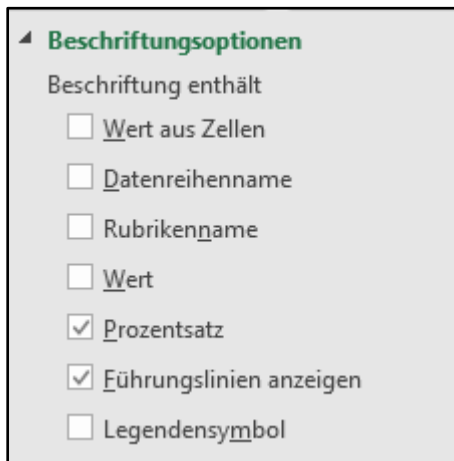 Beschriftungsoptionen
Beschriftung enthält
Wert aus Zellen
Datenreihenname
Rubrikenname
Wert
Prozentsatz
Führungslinien anzeigen
Legendensymbol